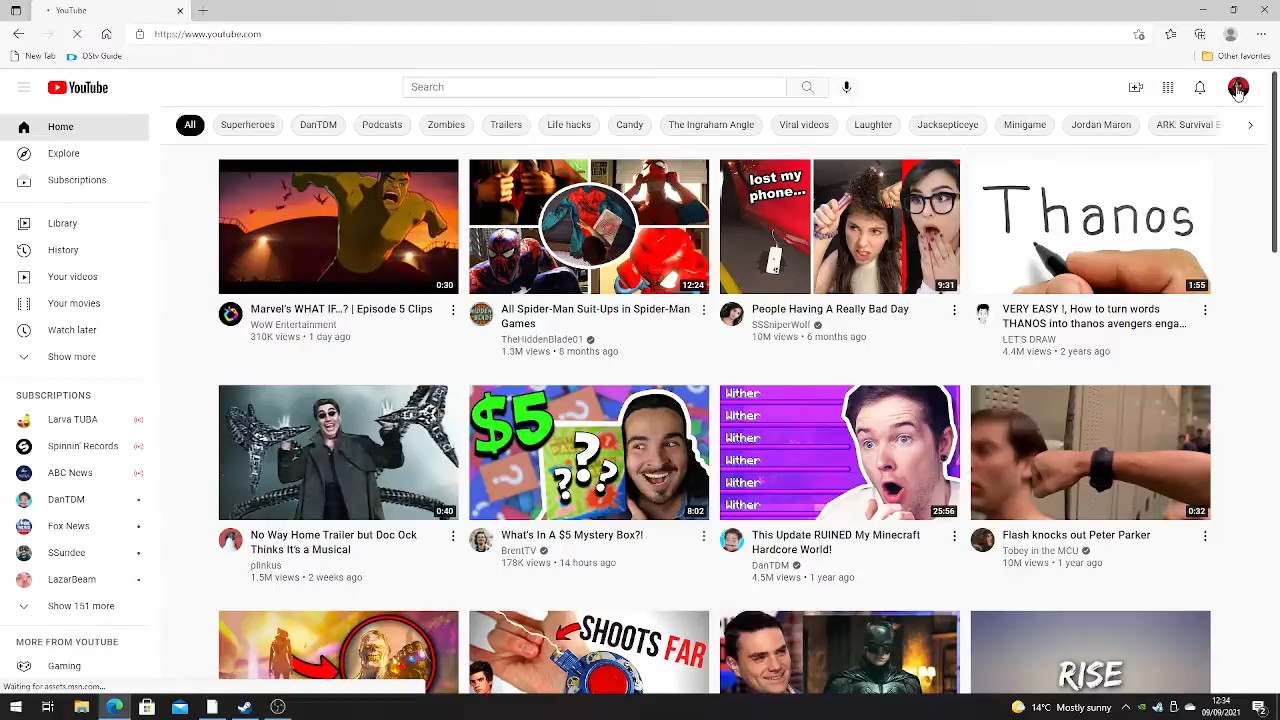 YouTube
https://www.youtube.com
New Tab
DStv Guide
Other favorites
YouTube
Search
All
Superheroes
DanTDM
Podcasts
Zombies
Trailers
Life hacks
Candy
The Ingraham Angle
Viral videos
Laughter
Jacksepticeye
Minigame
Jordan Maron
ARK: Survival E
Home
Explore
Subscriptions
Library
History
Your videos
Your movies
Watch later
Show more
SUBSCRIPTIONS
Larva TUBA
Spinnin' Records
ABC News
DanTDM
Fox News
SSundee
LazarBeam
Show 151 more
MORE FROM YOUTUBE
Gaming
0:30
Marvel's WHAT IF...? | Episode 5 Clips
WoW Entertainment
310K views • 1 day ago
12:24
HIDDEN
BLADE
All Spider-Man Suit-Ups in Spider-Man
Games
TheHiddenBlade01
1.3M views • 8 months ago
lost my
phone...
9:31
People Having A Really Bad Day
SSSniperWolf
10M views • 6 months ago
Thanos
1:55
VERY EASY !, How to turn words
THANOS into thanos avengers enga...
LET'S DRAW
4.4M views • 2 years ago
0:40
No Way Home Trailer but Doc Ock
Thinks It's a Musical
plinkus
1.5M views • 2 weeks ago
$5
???
8:02
What's In A $5 Mystery Box?!
BrentTV
178K views • 14 hours ago
Wither
Wither
Wither
Wither
Wither
Wither
25:56
This Update RUINED My Minecraft
Hardcore World!
DanTDM
4.5M views • 1 year ago
0:32
Flash knocks out Peter Parker
Tobey in the MCU
10M views • 1 year ago
SHOOTS FAR
RISE
Waiting for assets.msn.com...
14°C Mostly sunny
12:34
09/09/2021